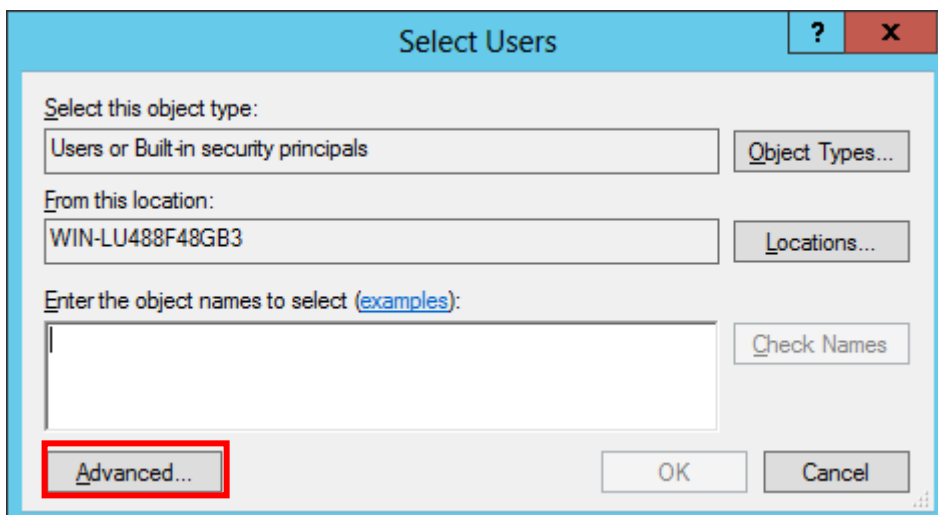 Select Users
?
x
Select this object type:
Users or Built-in security principals
Object Types...
From this location:
WIN-LU488F48GB3
Locations...
Enter the object names to select (examples):
Check Names
Advanced...
OK
Cancel